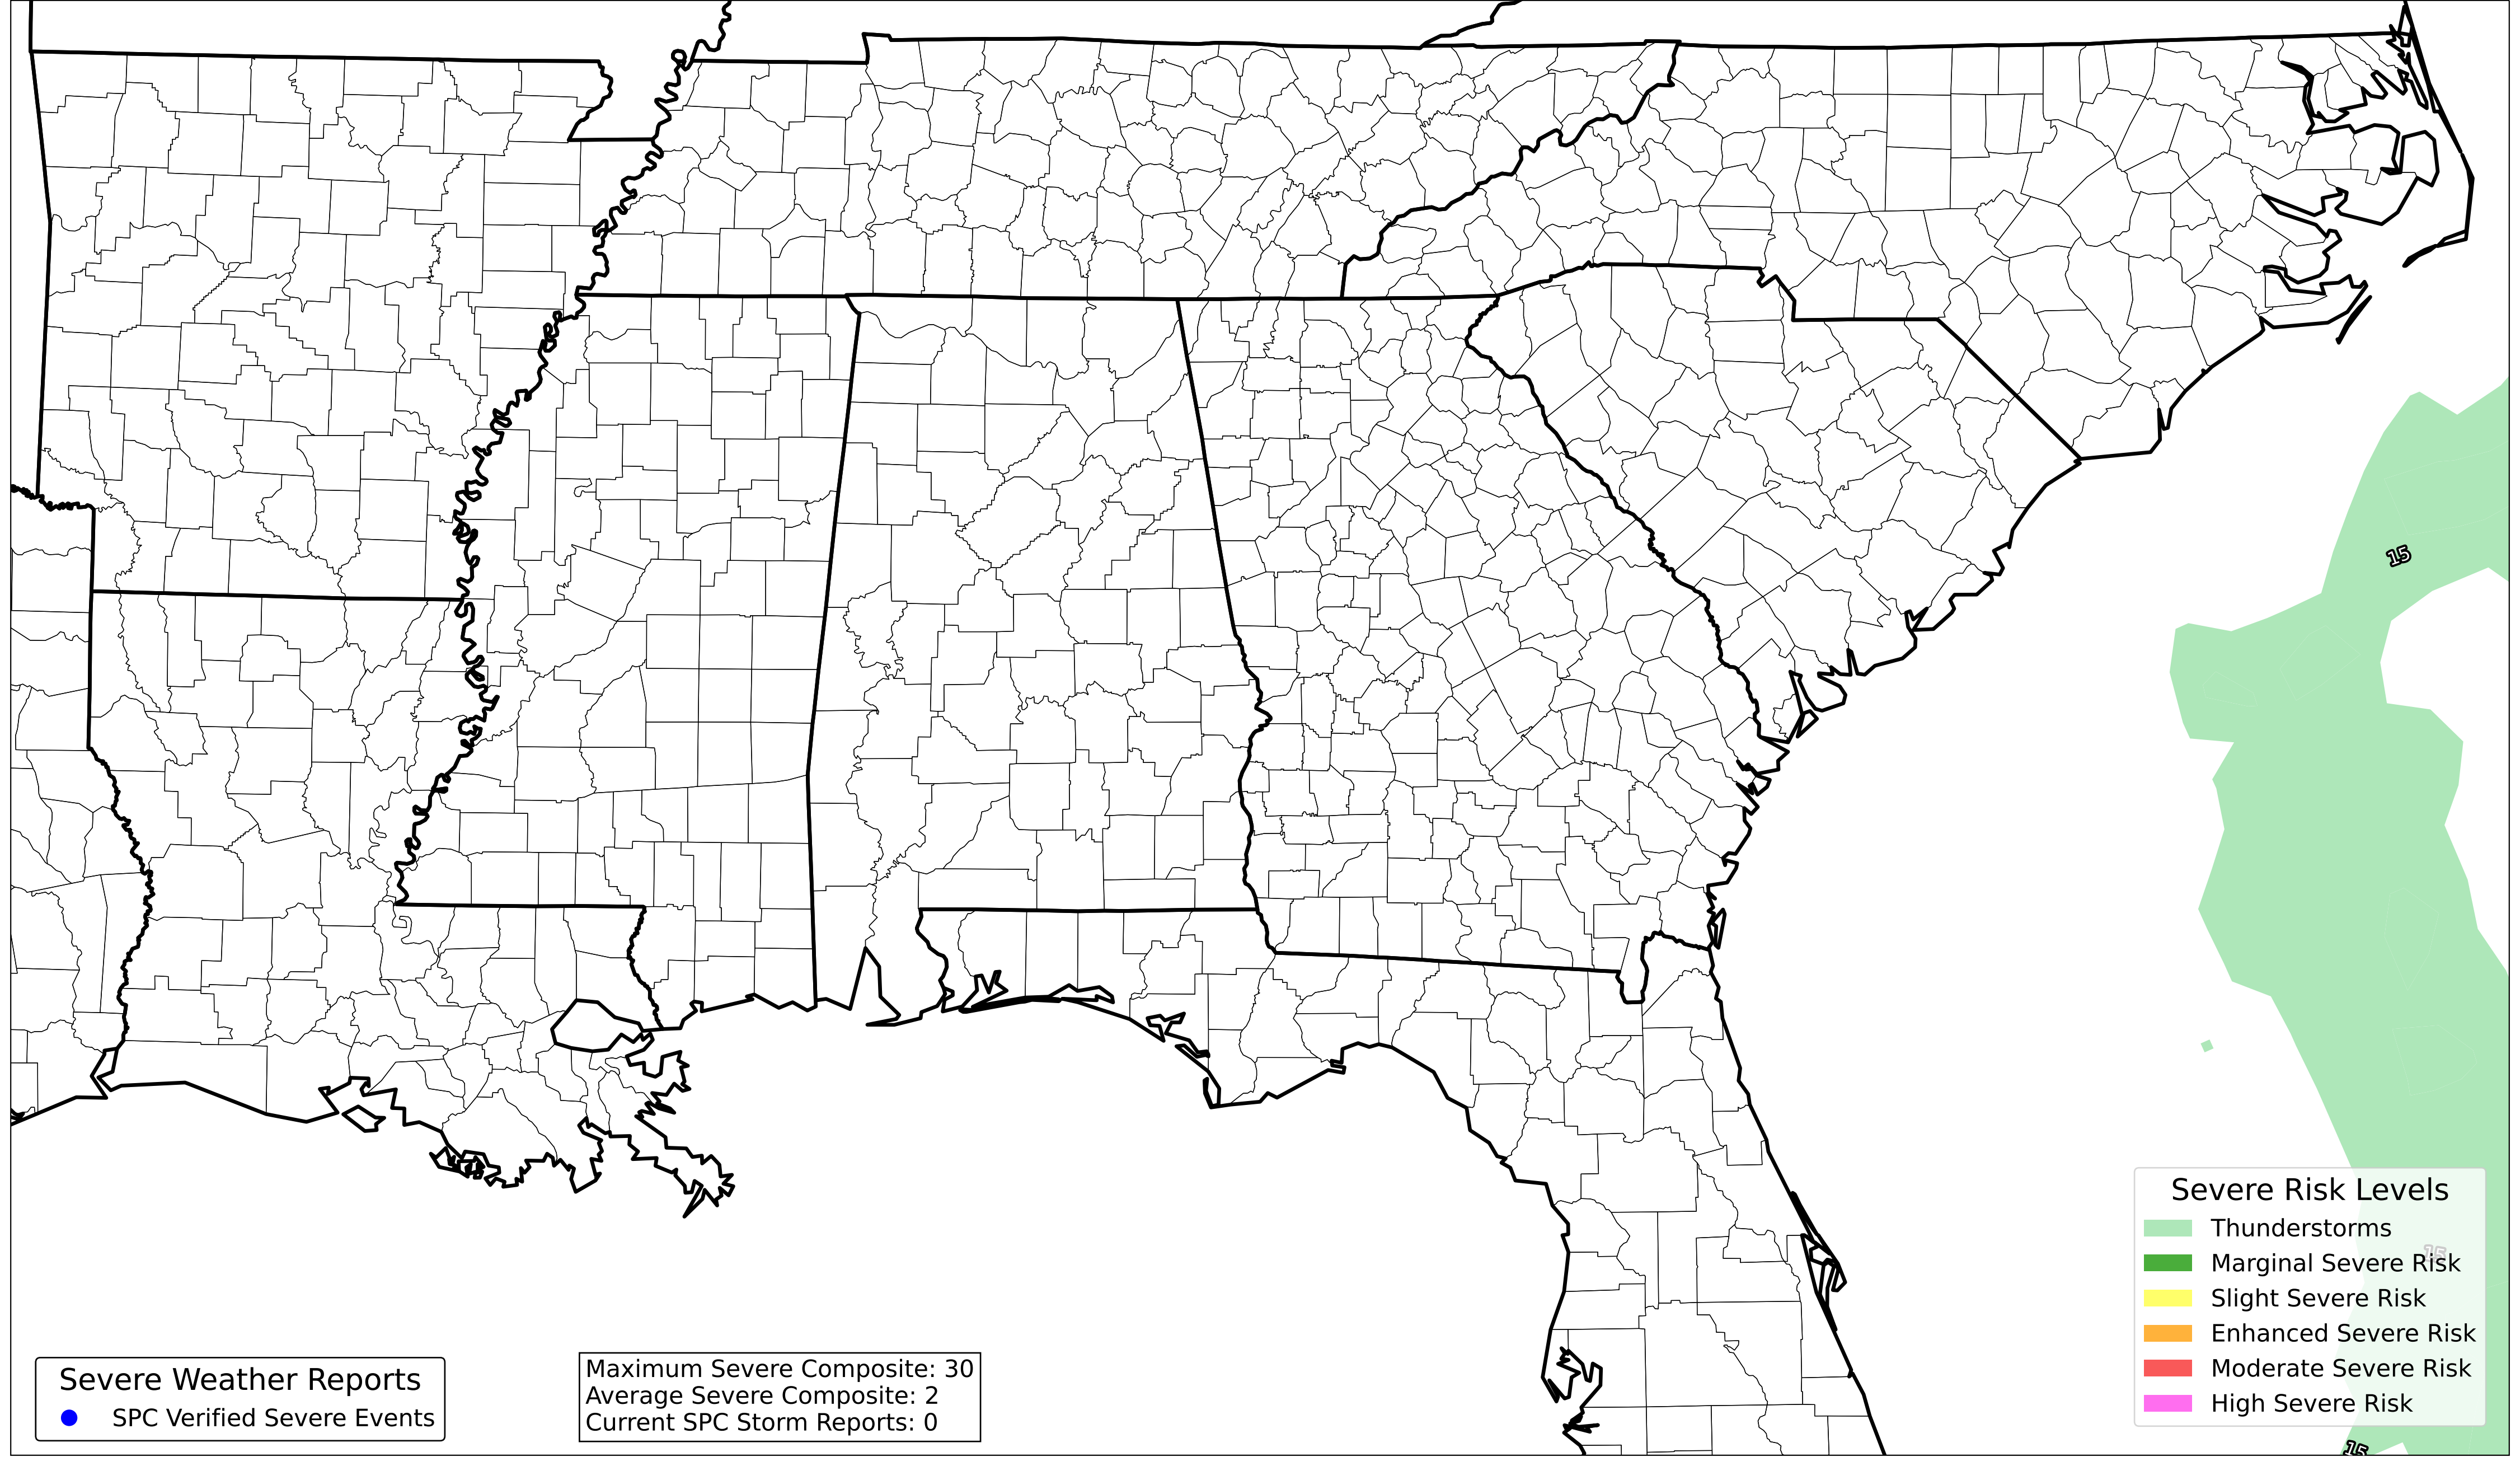 15
Severe Risk Levels
Thunderstorms
15
Marginal Severe Risk
Slight Severe Risk
Enhanced Severe Risk
Moderate Severe Risk
High Severe Risk
15
Severe Weather Reports
SPC Verified Severe Events
Maximum Severe Composite: 30
Average Severe Composite: 2
Current SPC Storm Reports: 0